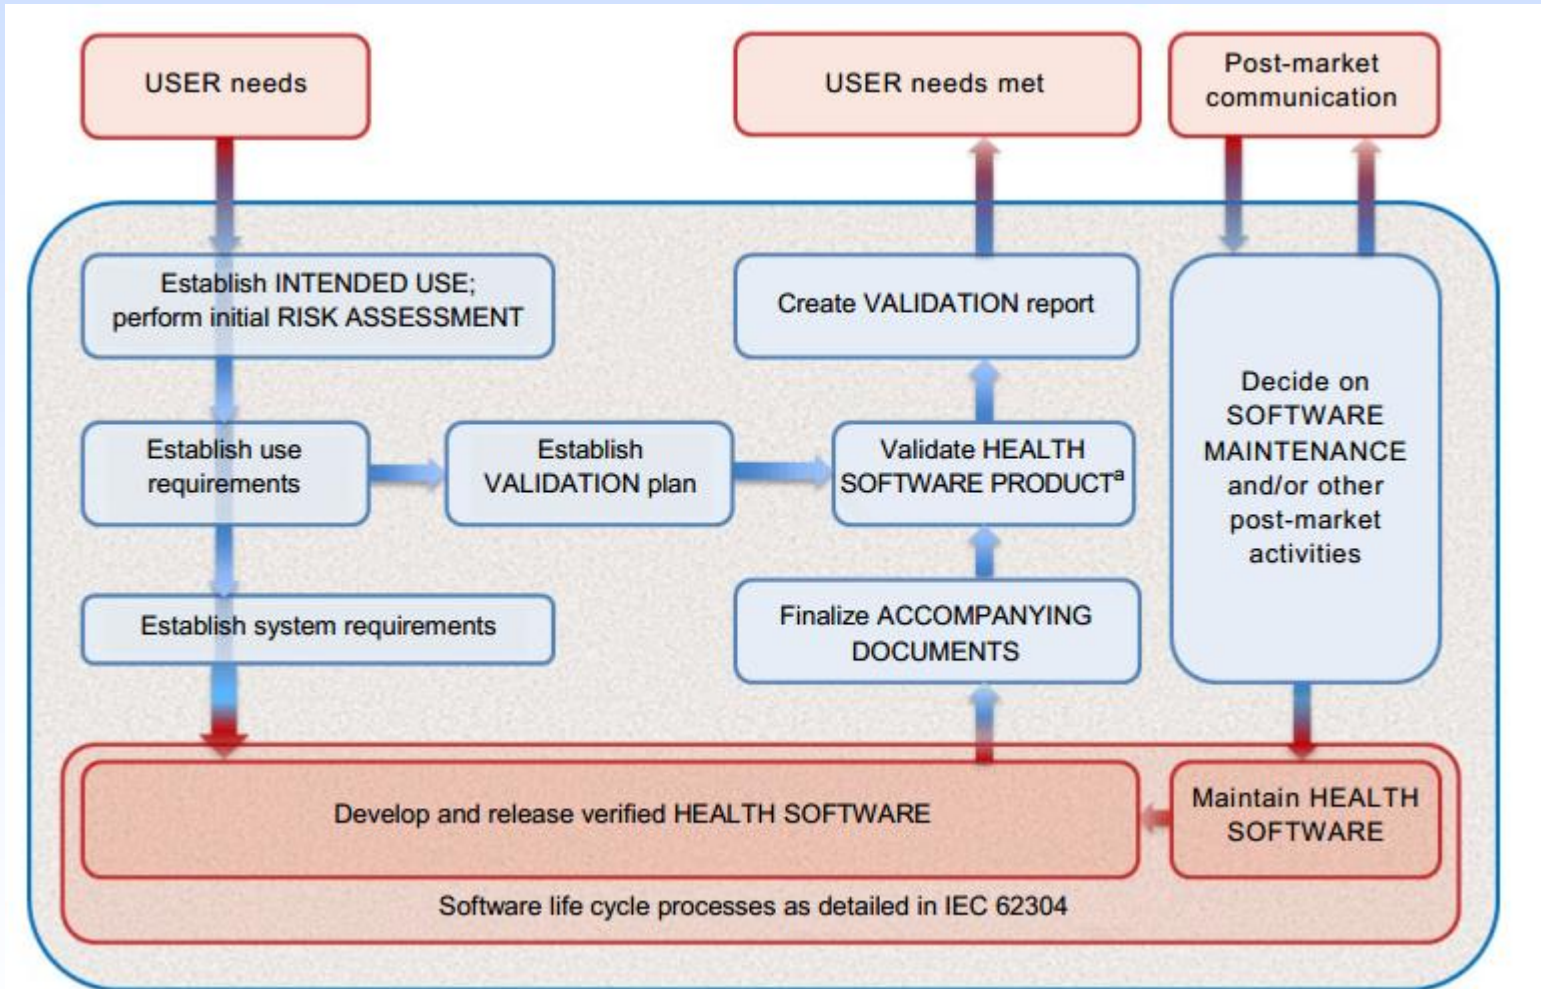 USER needs
USER needs met
Post-market
communication
Establish INTENDED USE;
perform initial RISK ASSESSMENT
Create VALIDATION report
Decide on
SOFTWARE
MAINTENANCE
and/or other
post-market
activities
Establish use
requirements
Establish
VALIDATION plan
Validate HEALTH
SOFTWARE PRODUCTᵃ
Establish system requirements
Finalize ACCOMPANYING
DOCUMENTS
Develop and release verified HEALTH SOFTWARE
Maintain HEALTH
SOFTWARE
Software life cycle processes as detailed in IEC 62304